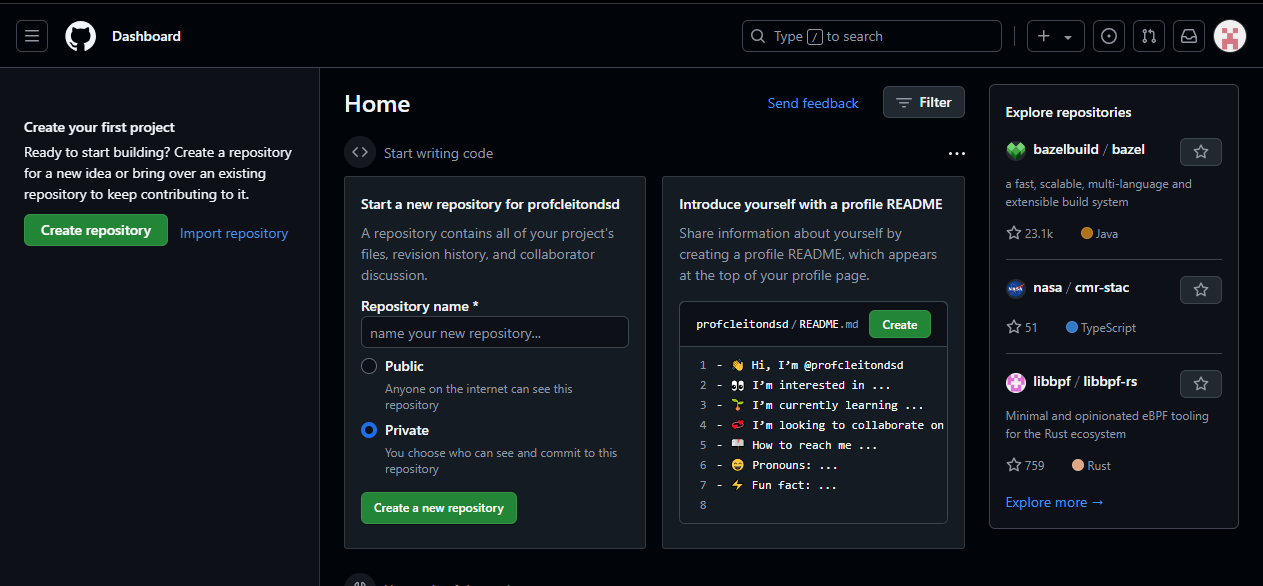 Dashboard
Type / to search
Create your first project
Ready to start building? Create a repository
for a new idea or bring over an existing
repository to keep contributing to it.
Create repository
Import repository
Home
Send feedback
Filter
Start writing code
Start a new repository for profcleitondsd
A repository contains all of your project's
files, revision history, and collaborator
discussion.
Repository name *
name your new repository...
Public
Anyone on the internet can see this
repository
Private
You choose who can see and commit to this
repository
Create a new repository
Introduce yourself with a profile README
Share information about yourself by
creating a profile README, which appears
at the top of your profile page.
profcleitondsd/README.md
Create
1 - 👋 Hi, I’m @profcleitondsd
2 - 👀 I’m interested in ...
3 - 🌱 I’m currently learning ...
4 - 💞️ I’m looking to collaborate on
5 - 📫 How to reach me ...
6 - 😄 Pronouns: ...
7 - ⚡ Fun fact: ...
8
Explore repositories
bazelbuild / bazel
a fast, scalable, multi-language and
extensible build system
23.1k Java
NASA
nasa / cmr-stac
51 TypeScript
libbpf / libbpf-rs
Minimal and opinionated eBPF tooling
for the Rust ecosystem
759 Rust
Explore more →